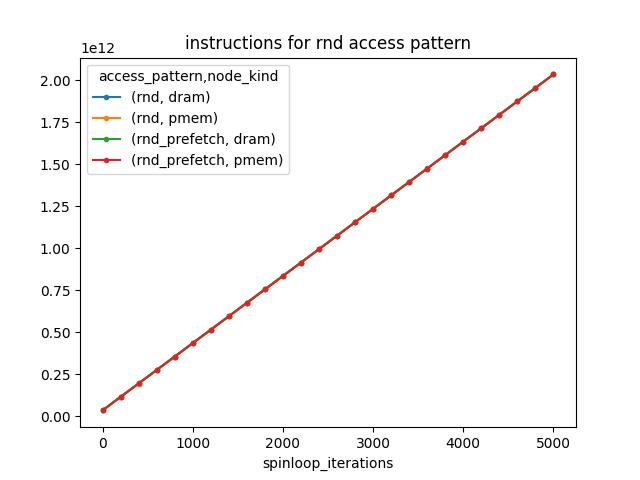 instructions for rnd access pattern
1e12
access_pattern,node_kind
(rnd, dram)
(rnd, pmem)
(rnd_prefetch, dram)
(rnd_prefetch, pmem)
2.00
1.75
1.50
1.25
1.00
0.75
0.50
0.25
0.00
0 1000 2000 3000 4000 5000
spinloop_iterations